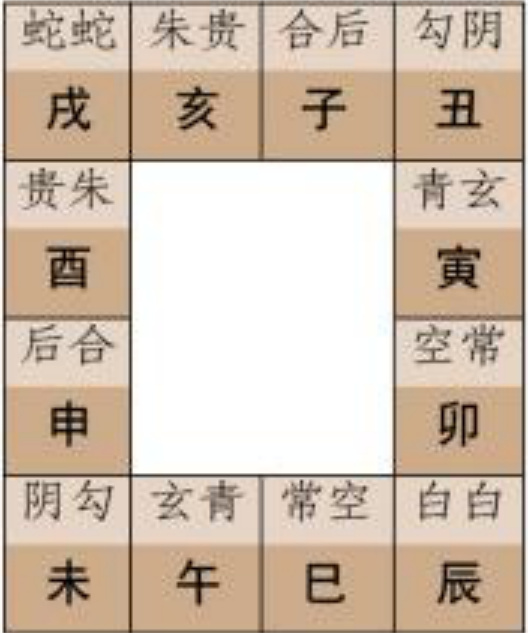 蛇蛇 朱贵 合后 勾阴
戌 亥 子 丑
贵朱 青玄
酉 寅
后合 空常
申 卯
阴勾 玄青 常空 白白
未 午 巳 辰